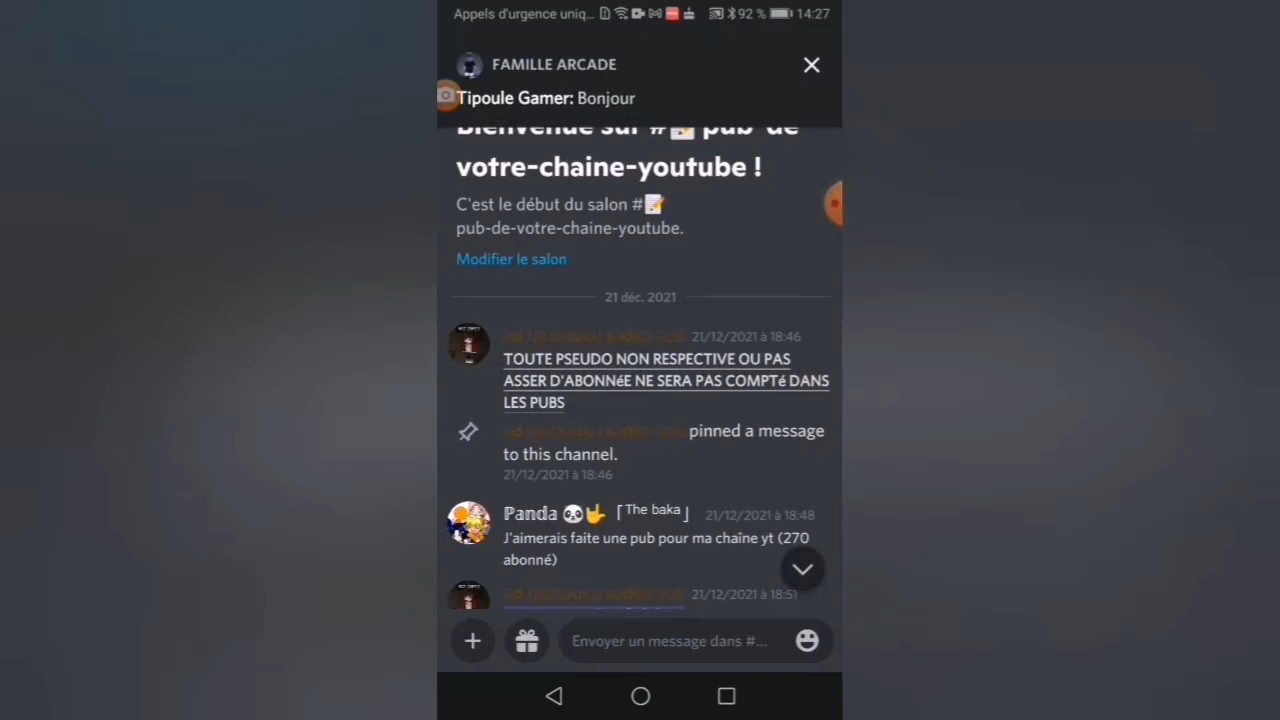 Appels d'urgence uniq... 92 % 14:27
FAMILLE ARCADE
Tipoule Gamer: Bonjour
Bienvenue sur #📝 pub-de-
votre-chaine-youtube !
C'est le début du salon #📝
pub-de-votre-chaine-youtube.
Modifier le salon
21 déc. 2021
21/12/2021 à 18:46
TOUTE PSEUDO NON RESPECTIVE OU PAS
ASSER D'ABONNéE NE SERA PAS COMPTé DANS
LES PUBS
pinned a message
to this channel.
21/12/2021 à 18:46
ℙanda 🐼🤟 「ᵀʰᵉ ᵇᵃᵏᵃ」 21/12/2021 à 18:48
J'aimerais faite une pub pour ma chaîne yt (270
abonné)
21/12/2021 à 18:51
Envoyer un message dans #...